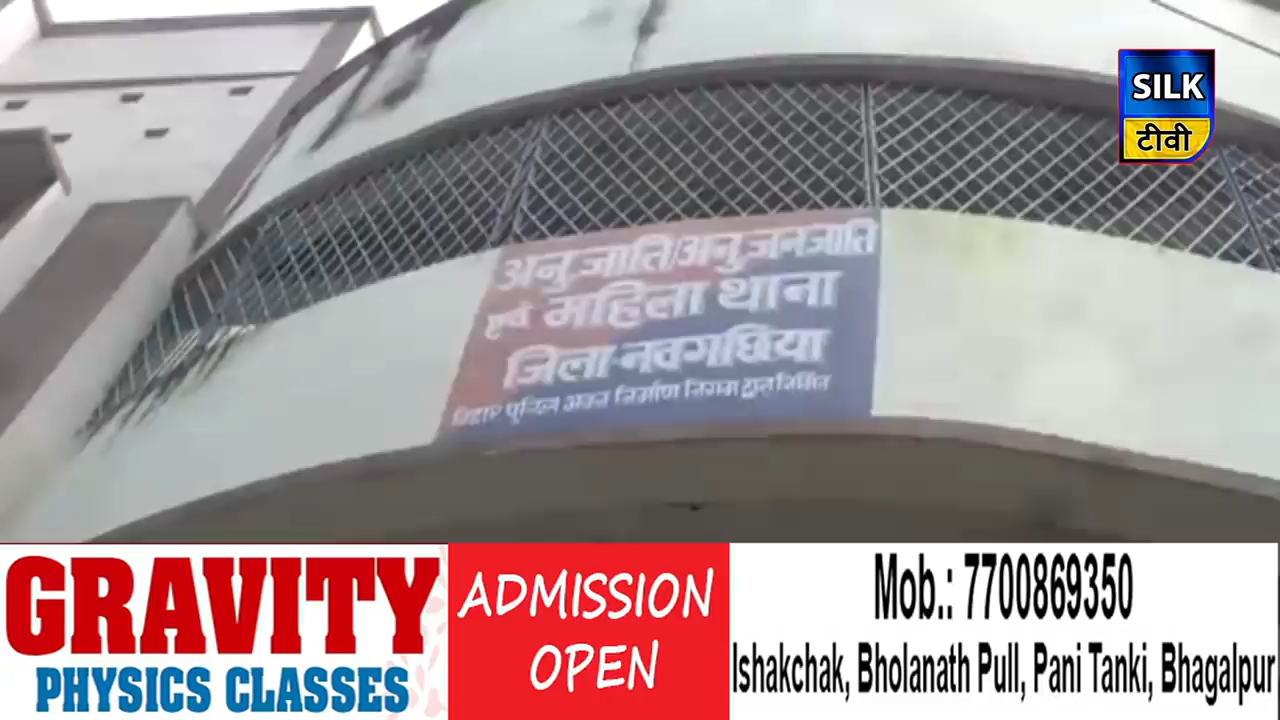 SILK
टीवी
अनु.जाति/अनु.जनजाति
एवं महिला थाना
जिला-नवगछिया
बिहार पुलिस भवन निर्माण निगम द्वारा निर्मित
GRAVITY
PHYSICS CLASSES
ADMISSION
OPEN
Mob.: 7700869350
Ishakchak, Bholanath Pull, Pani Tanki, Bhagalpur